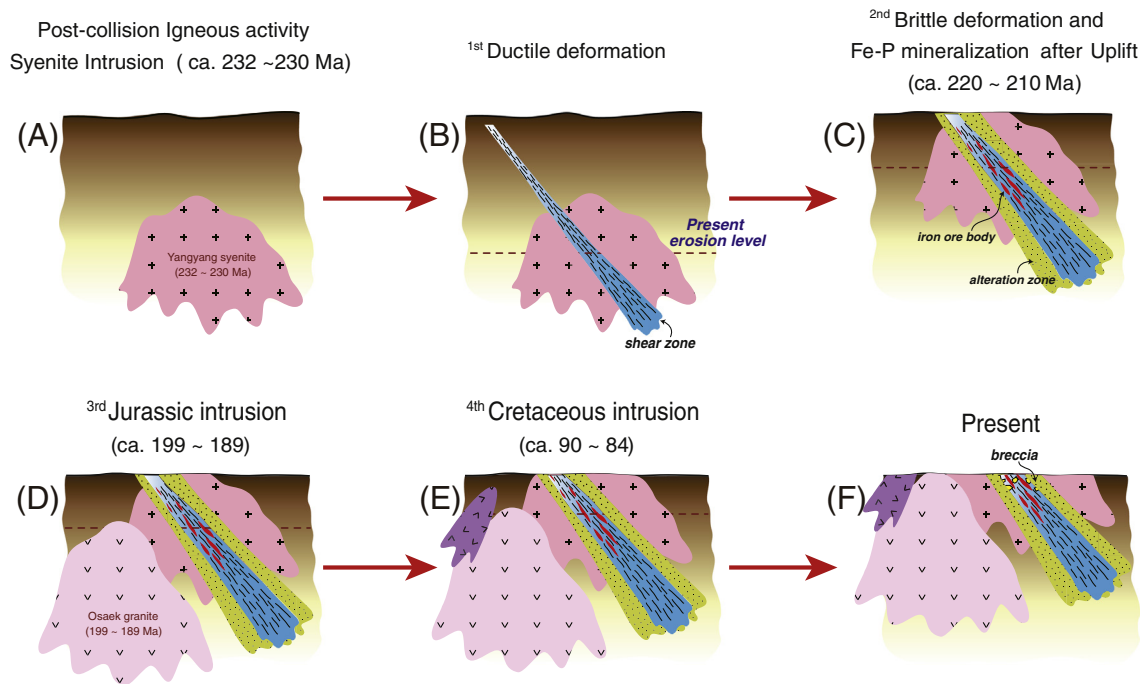 Post-collision Igneous activity
Syenite Intrusion ( ca. 232 ~230 Ma)
1st Ductile deformation
2nd Brittle deformation and
Fe-P mineralization after Uplift
(ca. 220 ~ 210 Ma)
(A)
Yangyang syenite
(232 ~ 230 Ma)
(B)
Present
erosion level
shear zone
(C)
iron ore body
alteration zone
3rd Jurassic intrusion
(ca. 199 ~ 189)
4th Cretaceous intrusion
(ca. 90 ~ 84)
Present
breccia
(D)
Osaek granite
(199 ~ 189 Ma)
(E)
(F)